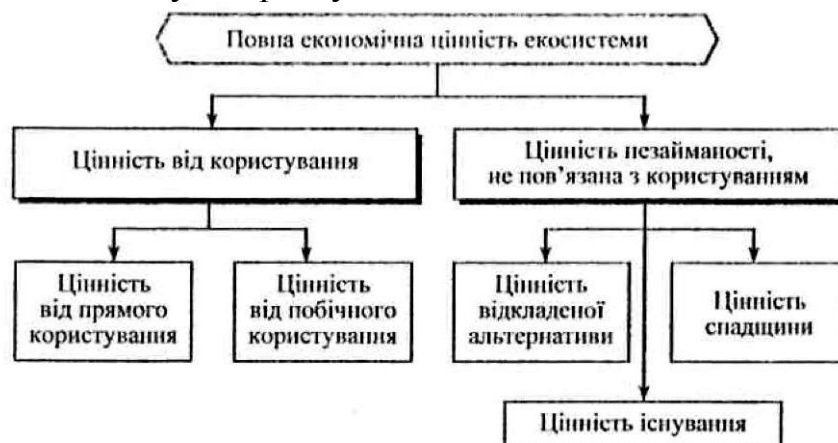 Повна економічна цінність екосистеми
Цінність від користування
Цінність незайманості,
не пов’язана з користуванням
Цінність
від прямого
користування
Цінність
від побічного
користування
Цінність
відкладеної
альтернативи
Цінність
спадщини
Цінність існування